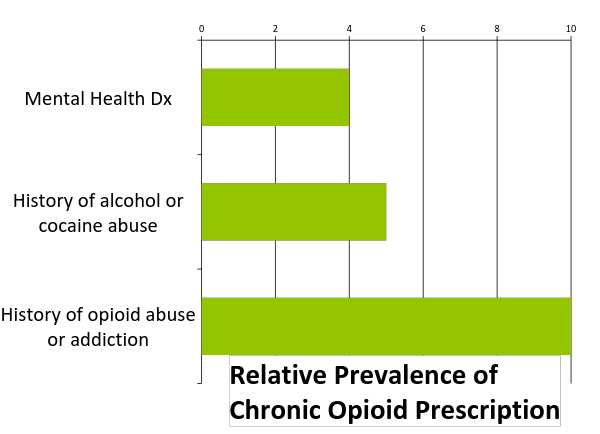 0 2 4 6 8 10
Mental Health Dx
History of alcohol or
cocaine abuse
History of opioid abuse
or addiction
Relative Prevalence of
Chronic Opioid Prescription